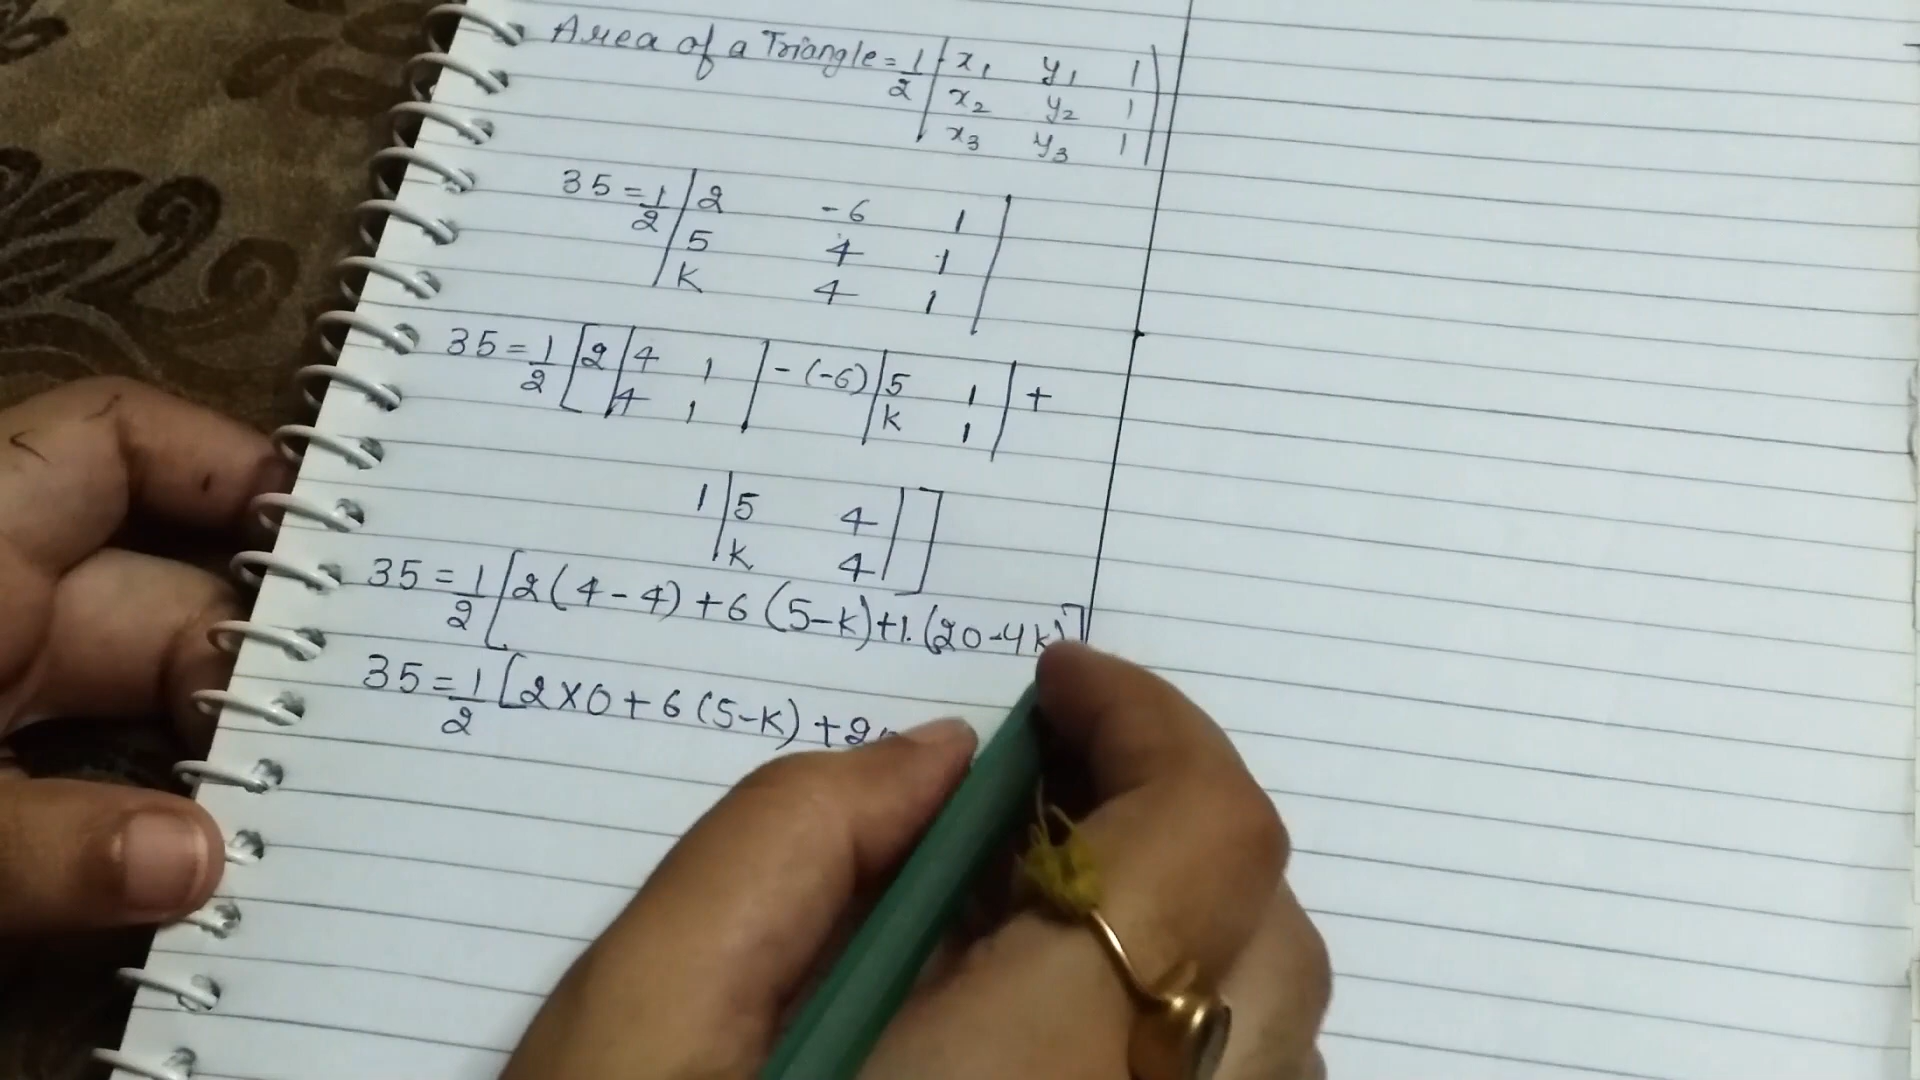 Area of a Triangle = 1/2 | x₁ y₁ 1 |
x₂ y₂ 1
x₃ y₃ 1
35 = 1/2 | 2 -6 1 |
5 4 1
k 4 1
35 = 1/2 [ 2 | 4 1 | - (-6) | 5 1 | +
4 1 k 1
1 | 5 4 | ]
k 4
35 = 1/2 [ 2 ( 4 - 4 ) + 6 ( 5 - k ) + 1. ( 20 - 4k ) ]
35 = 1/2 [ 2 × 0 + 6 ( 5 - k ) +